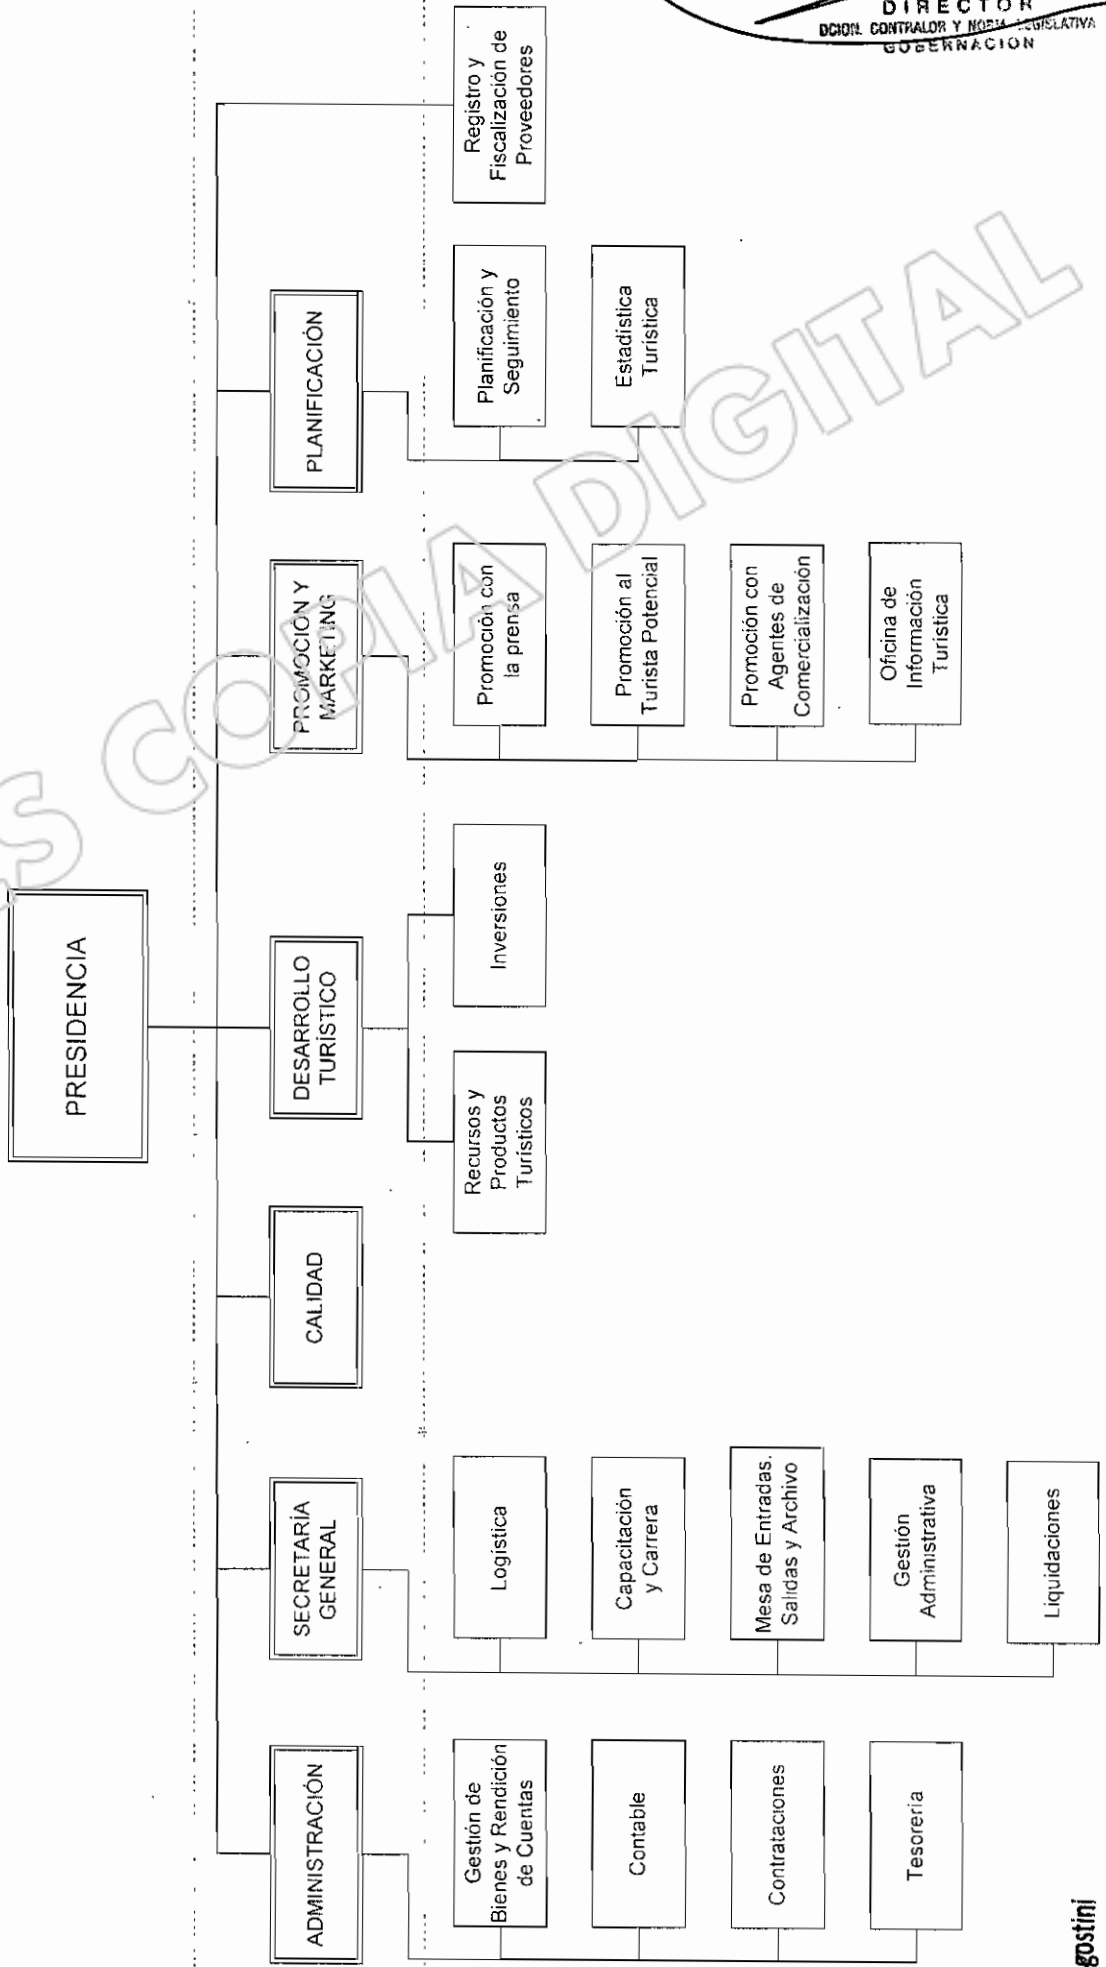 DIRECTOR
DCION. CONTRALOR Y NORM. LEGISLATIVA
GOBERNACION
PRESIDENCIA
ADMINISTRACIÓN
SECRETARÍA
GENERAL
CALIDAD
DESARROLLO
TURÍSTICO
PROMOCIÓN Y
MARKETING
PLANIFICACIÓN
Gestión de
Bienes y Rendición
de Cuentas
Contable
Contrataciones
Tesorería
Logística
Capacitación
y Carrera
Mesa de Entradas.
Salidas y Archivo
Gestión
Administrativa
Liquidaciones
Recursos y
Productos
Turísticos
Inversiones
Promoción con
la prensa
Promoción al
Turista Potencial
Promoción con
Agentes de
Comercialización
Oficina de
Información
Turística
Planificación y
Seguimiento
Estadística
Turística
Registro y
Fiscalización de
Proveedores
COPIA DIGITAL
gostini